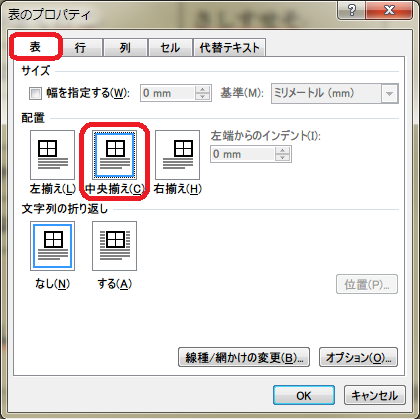 さしすせそ
表のプロパティ
表 行 列 セル 代替テキスト
サイズ
幅を指定する(W): 0 mm 基準(M): ミリメートル (mm)
配置
左端からのインデント(I):
0 mm
左揃え(L) 中央揃え(C) 右揃え(H)
文字列の折り返し
なし(N) する(A)
位置(P)...
線種/網かけの変更(B)... オプション(O)...
OK キャンセル